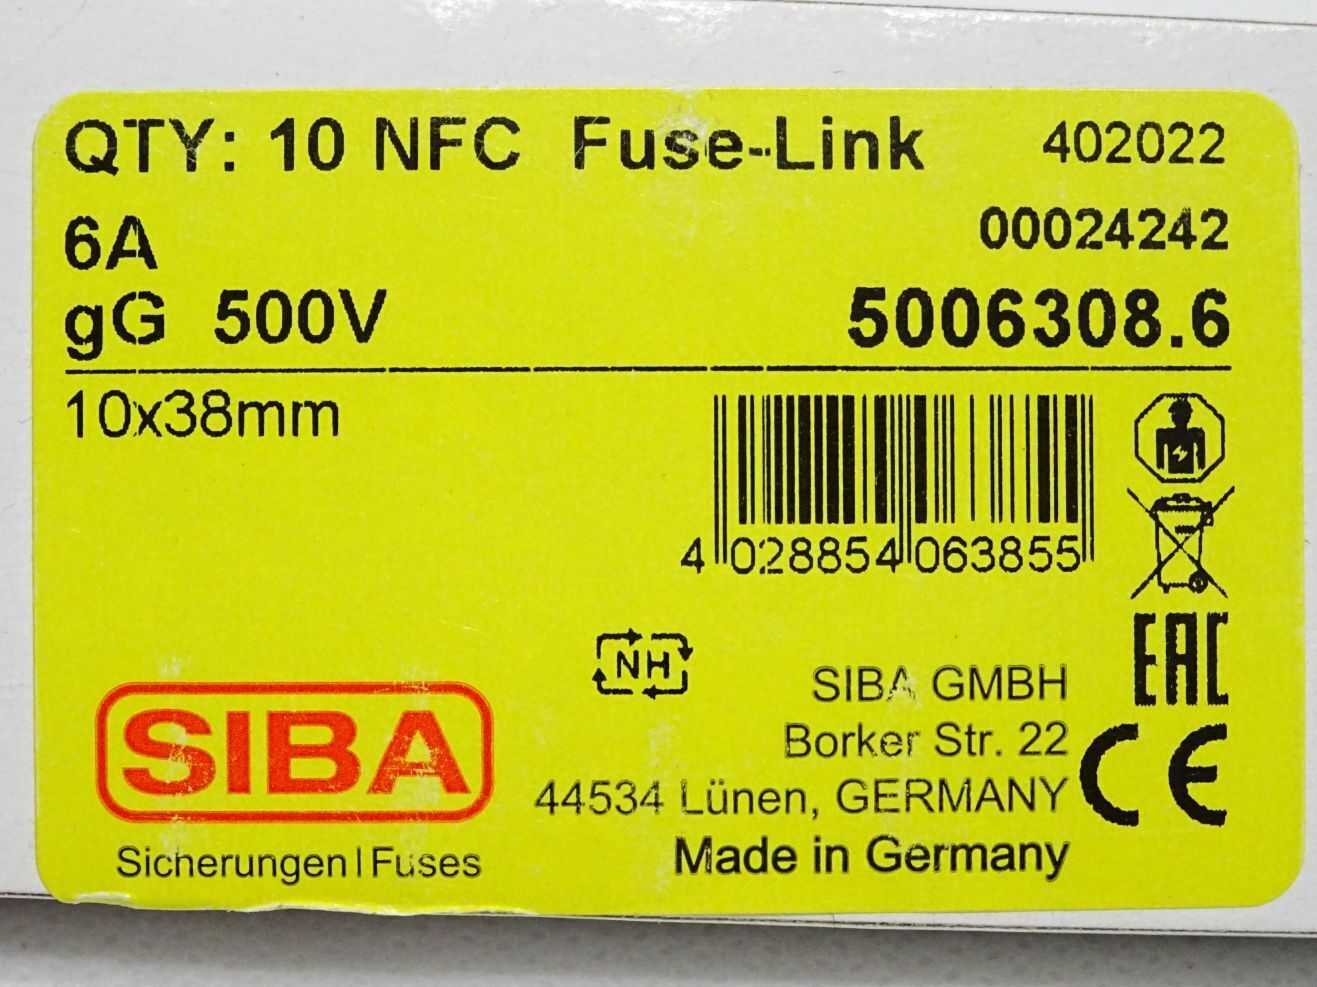 QTY: 10 NFC Fuse-Link 402022
6A 00024242
gG 500V 5006308.6
10x38mm
4 028854 063855
NH
EAC
SIBA GMBH
Borker Str. 22
44534 Lünen, GERMANY
CE
Made in Germany
SIBA
Sicherungen | Fuses